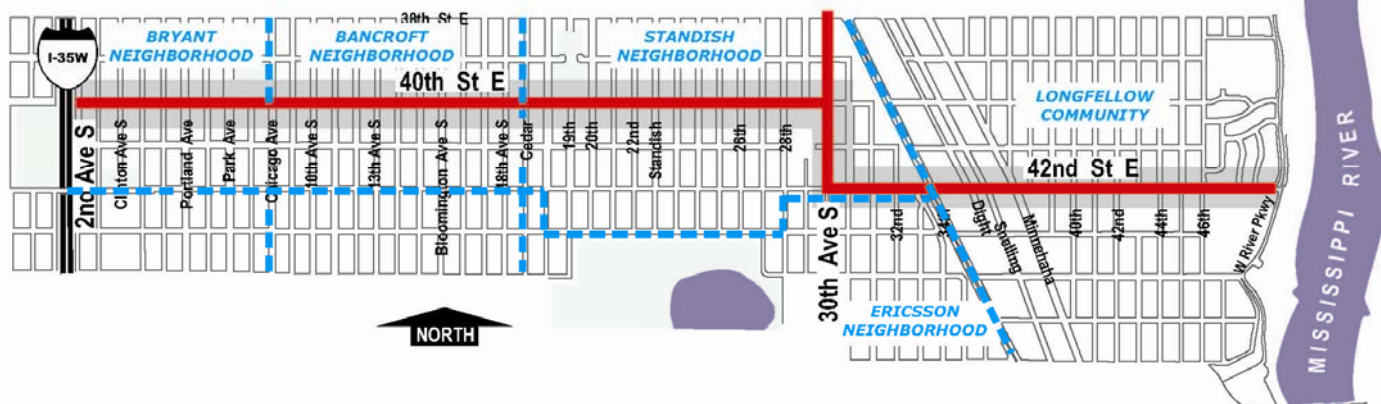 38th St E
I-35W
BRYANT
NEIGHBORHOOD
BANCROFT
NEIGHBORHOOD
STANDISH
NEIGHBORHOOD
40th St E
LONGFELLOW
COMMUNITY
2nd Ave S
Clinton Ave S
Portland Ave
Park Ave
Chicago Ave
10th Ave S
13th Ave S
Bloomington Ave S
18th Ave S
Cedar
19th
20th
22nd
Standish
26th
28th
30th Ave S
42nd St E
32nd
Dight
Snelling
Minnehaha
40th
42nd
44th
46th
W River Pkwy
ERICSSON
NEIGHBORHOOD
NORTH
MISSISSIPPI RIVER